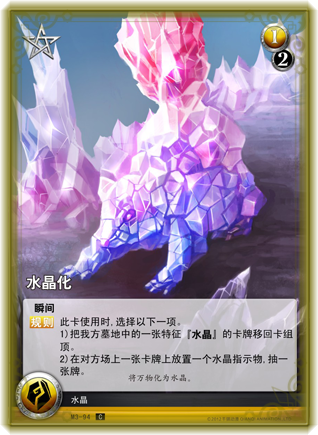 1
2
水晶化
瞬间
规则 此卡使用时,选择以下一项。
1)把我方墓地中的一张特征『水晶』的卡牌移回卡组
顶。
2)在对方场上一张卡牌上放置一个水晶指示物,抽一
张牌。
将万物化为水晶。
水晶
C